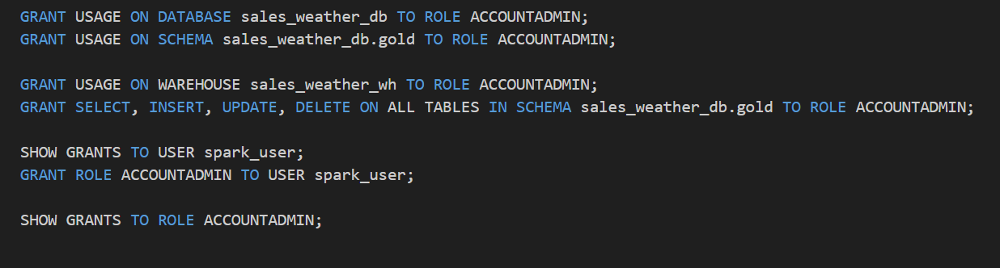 GRANT USAGE ON DATABASE sales_weather_db TO ROLE ACCOUNTADMIN;
GRANT USAGE ON SCHEMA sales_weather_db.gold TO ROLE ACCOUNTADMIN;
GRANT USAGE ON WAREHOUSE sales_weather_wh TO ROLE ACCOUNTADMIN;
GRANT SELECT, INSERT, UPDATE, DELETE ON ALL TABLES IN SCHEMA sales_weather_db.gold TO ROLE ACCOUNTADMIN;
SHOW GRANTS TO USER spark_user;
GRANT ROLE ACCOUNTADMIN TO USER spark_user;
SHOW GRANTS TO ROLE ACCOUNTADMIN;